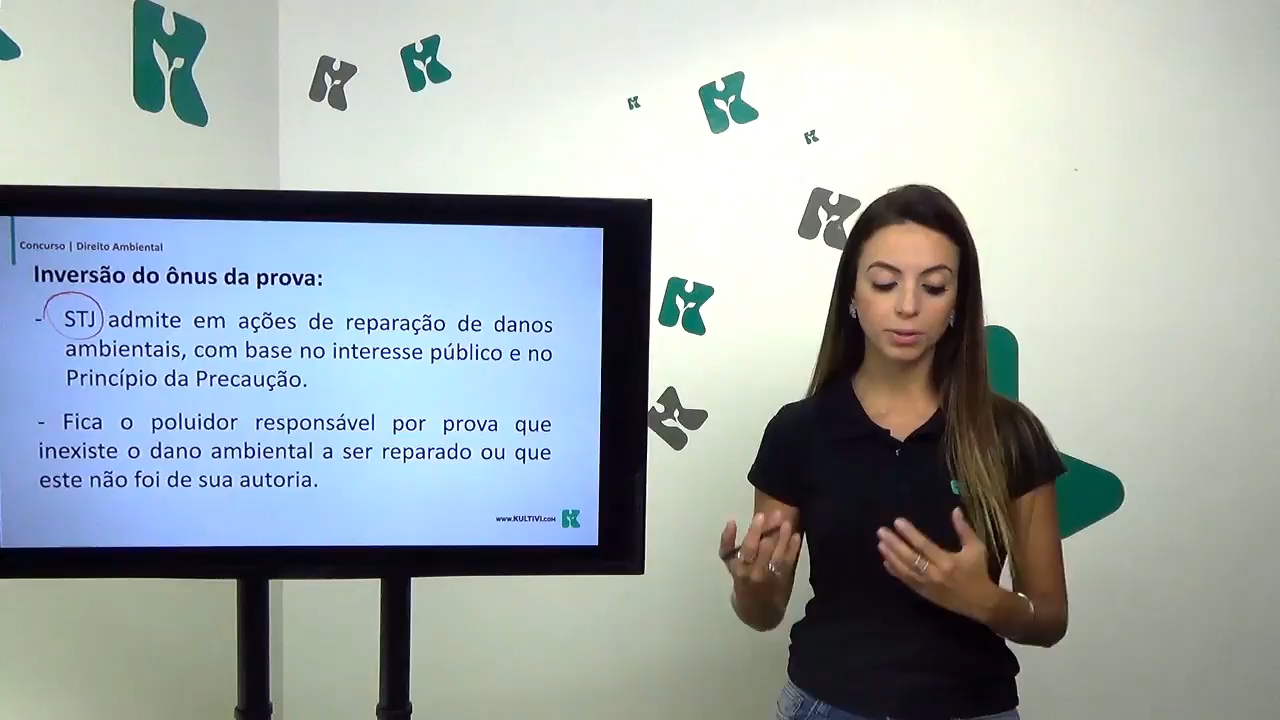 Concurso | Direito Ambiental
Inversão do ônus da prova:
- STJ admite em ações de reparação de danos
ambientais, com base no interesse público e no
Princípio da Precaução.
- Fica o poluidor responsável por prova que
inexiste o dano ambiental a ser reparado ou que
este não foi de sua autoria.
WWW.KULTIVI.COM